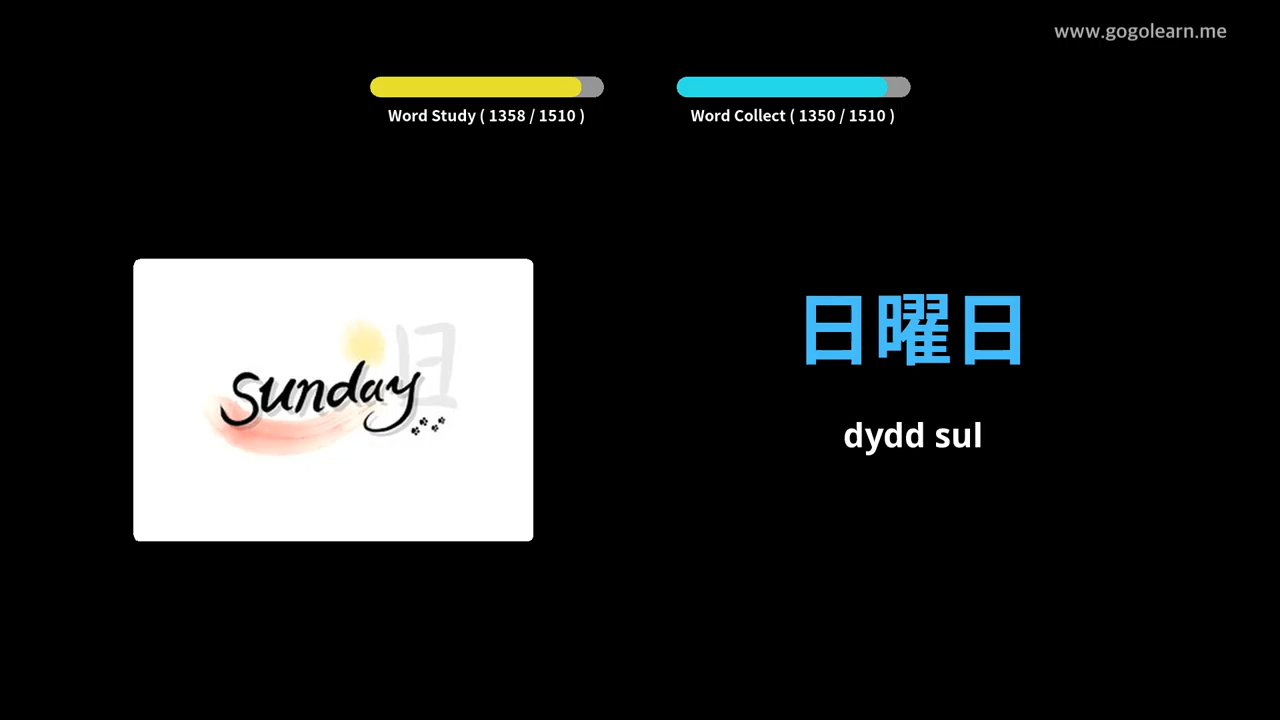 www.gogolearn.me
Word Study ( 1358 / 1510 )
Word Collect ( 1350 / 1510 )
Sunday
日
日曜日
dydd sul